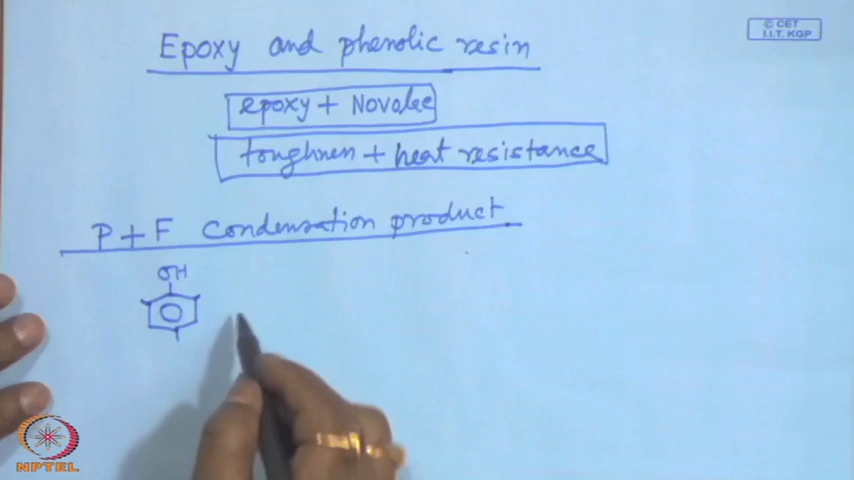 Epoxy and phenolic resin
© CET
I.I.T. KGP
epoxy + Novolac
toughness + heat resistance
P + F Condensation product
OH
NPTEL